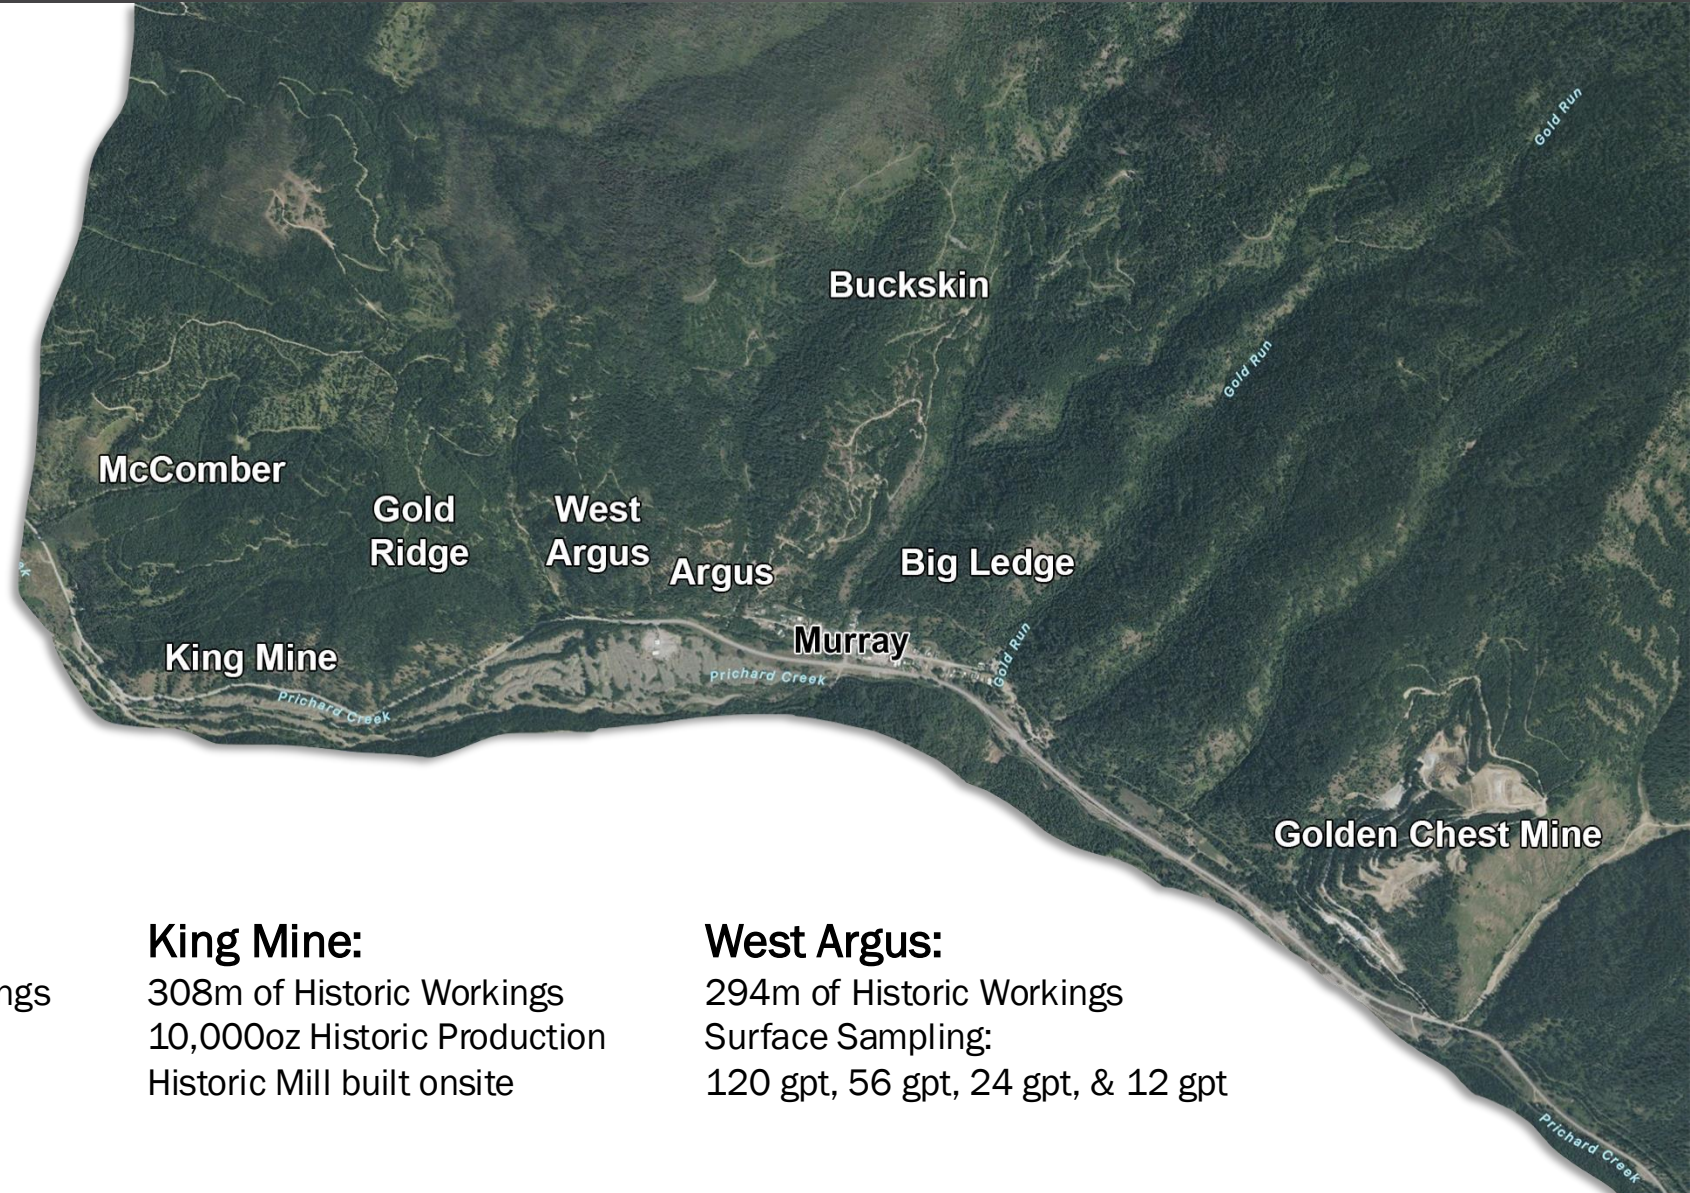 Gold Run
Buckskin
Gold Run
McComber
Gold
Ridge
West
Argus
Argus
Big Ledge
Murray
Gold Run
King Mine
Prichard Creek
Prichard Creek
Golden Chest Mine
King Mine:
308m of Historic Workings
10,000oz Historic Production
Historic Mill built onsite
West Argus:
294m of Historic Workings
Surface Sampling:
120 gpt, 56 gpt, 24 gpt, & 12 gpt
ngs
ek
Prichard Creek